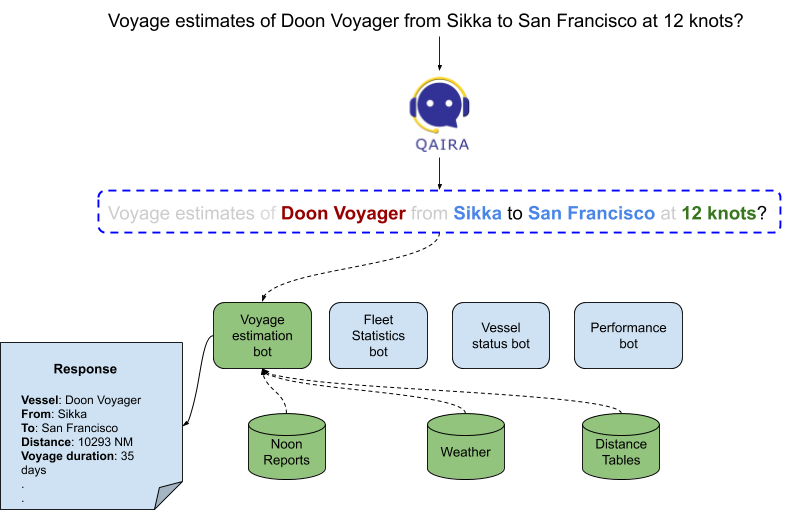 Voyage estimates of Doon Voyager from Sikka to San Francisco at 12 knots?
QAIRA
Voyage estimates of Doon Voyager from Sikka to San Francisco at 12 knots?
Voyage
estimation
bot
Fleet
Statistics
bot
Vessel
status bot
Performance
bot
Response
Vessel: Doon Voyager
From: Sikka
To: San Francisco
Distance: 10293 NM
Voyage duration: 35
days
.
.
Noon
Reports
Weather
Distance
Tables